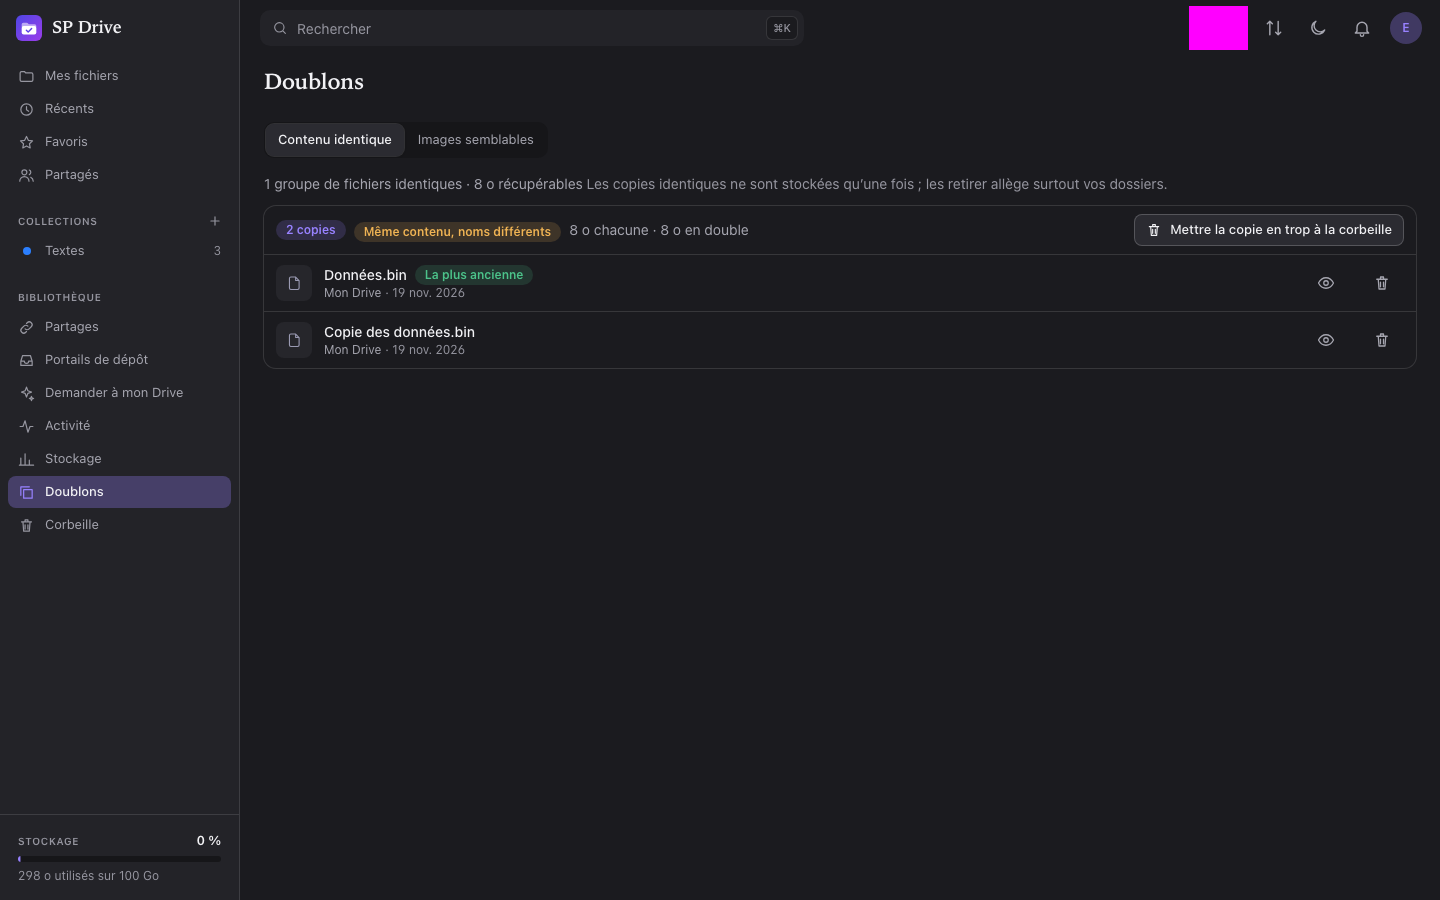 SP Drive
Rechercher
⌘K
E
Mes fichiers
Récents
Favoris
Partagés
COLLECTIONS
Textes 3
BIBLIOTHÈQUE
Partages
Portails de dépôt
Demander à mon Drive
Activité
Stockage
Doublons
Corbeille
STOCKAGE 0 %
298 o utilisés sur 100 Go
Doublons
Contenu identique Images semblables
1 groupe de fichiers identiques · 8 o récupérables Les copies identiques ne sont stockées qu’une fois ; les retirer allège surtout vos dossiers.
2 copies Même contenu, noms différents 8 o chacune · 8 o en double Mettre la copie en trop à la corbeille
Données.bin La plus ancienne
Mon Drive · 19 nov. 2026
Copie des données.bin
Mon Drive · 19 nov. 2026